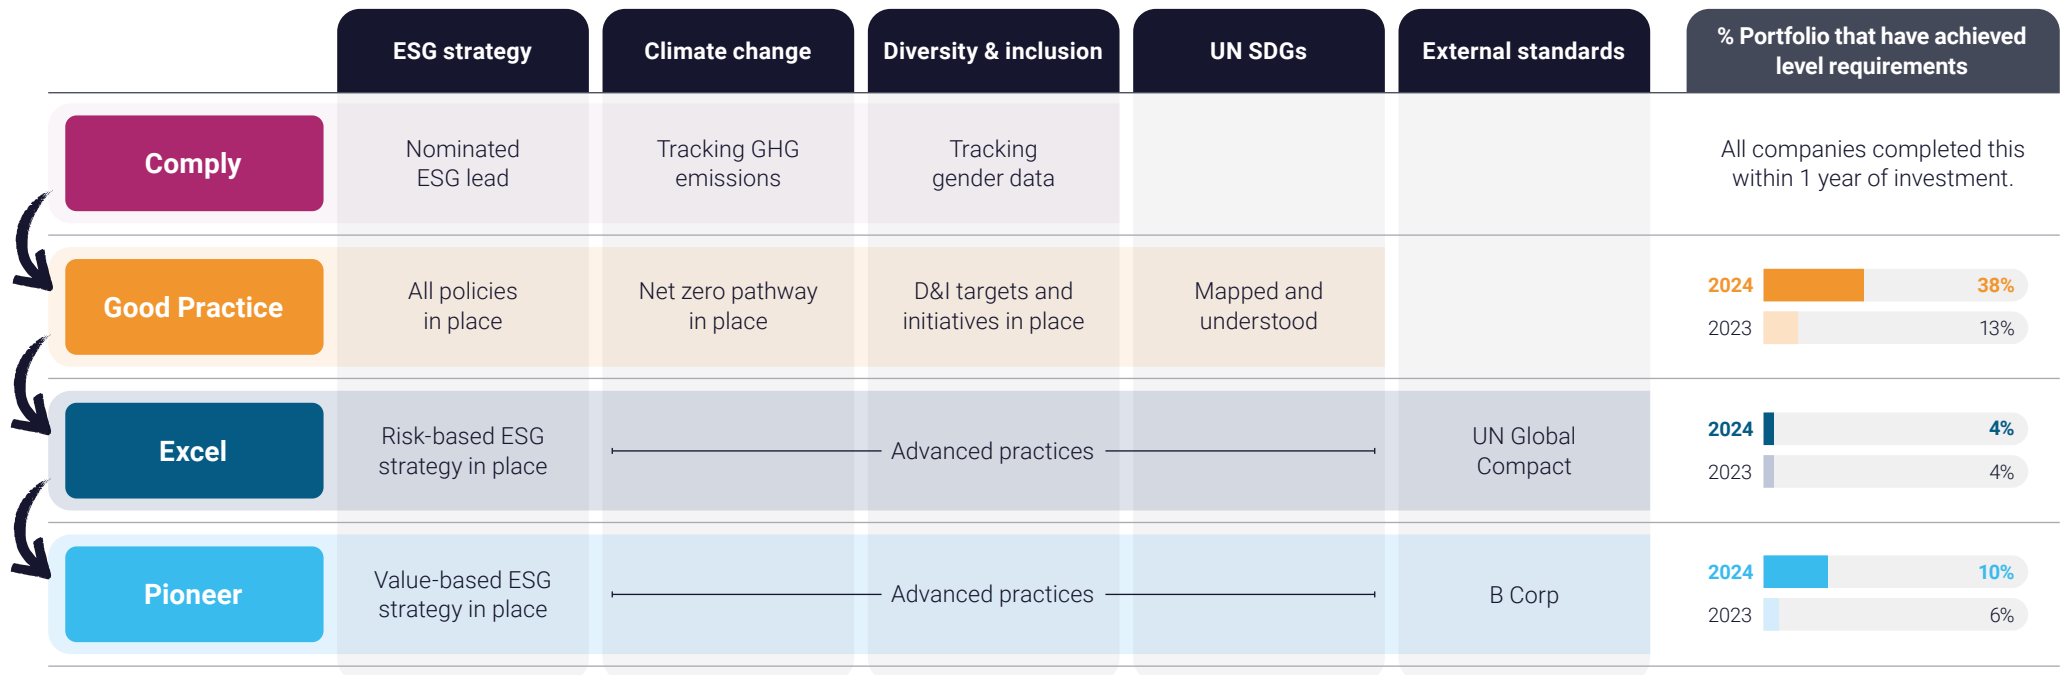 ESG strategy
Climate change
Diversity & inclusion
UN SDGs
External standards
% Portfolio that have achieved
level requirements
Comply
Nominated
ESG lead
Tracking GHG
emissions
Tracking
gender data
All companies completed this
within 1 year of investment.
Good Practice
All policies
in place
Net zero pathway
in place
D&I targets and
initiatives in place
Mapped and
understood
2024 38%
2023 13%
Excel
Risk-based ESG
strategy in place
Advanced practices
UN Global
Compact
2024 4%
2023 4%
Pioneer
Value-based ESG
strategy in place
Advanced practices
B Corp
2024 10%
2023 6%